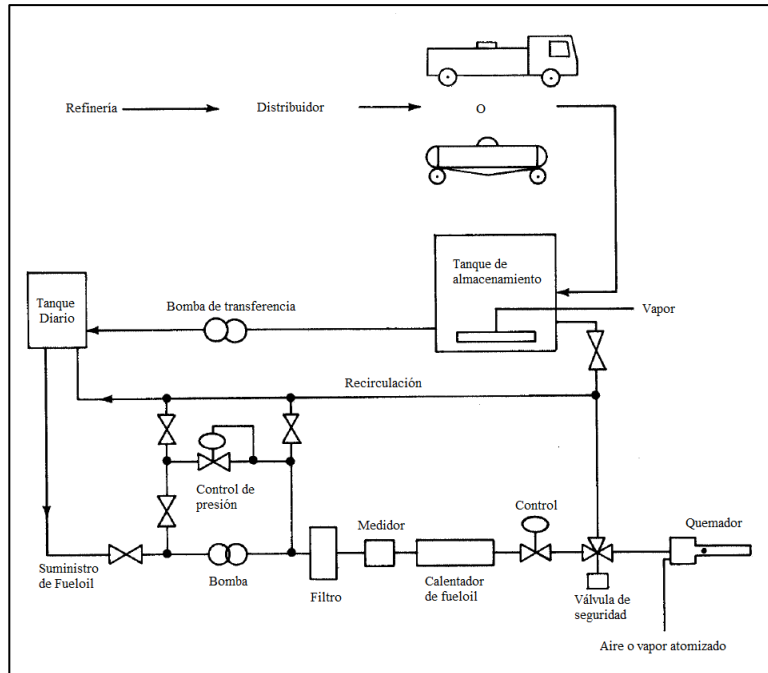 Refinería
Distribuidor
O
Tanque de
almacenamiento
Vapor
Tanque
Diario
Bomba de transferencia
Recirculación
Control de
presión
Suministro
de Fueloil
Bomba
Filtro
Medidor
Calentador
de fueloil
Control
Válvula de
seguridad
Quemador
Aire o vapor atomizado